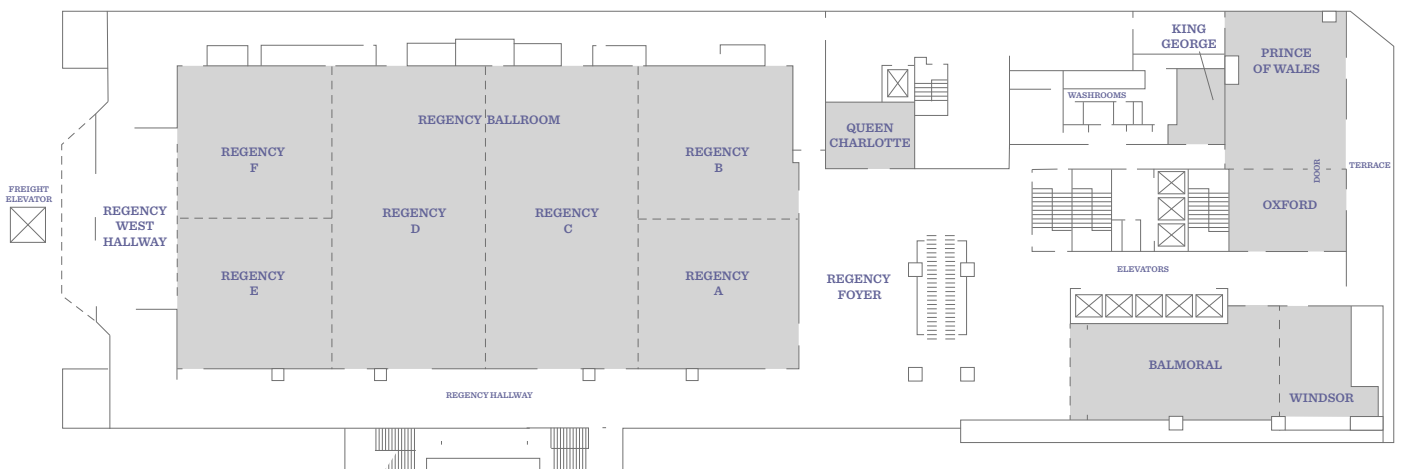 KING
GEORGE
PRINCE
OF WALES
WASHROOMS
REGENCY BALLROOM
QUEEN
CHARLOTTE
REGENCY
F
REGENCY
B
DOOR
TERRACE
FREIGHT
ELEVATOR
REGENCY
WEST
HALLWAY
REGENCY
D
REGENCY
C
OXFORD
REGENCY
E
REGENCY
A
REGENCY
FOYER
ELEVATORS
BALMORAL
WINDSOR
REGENCY HALLWAY